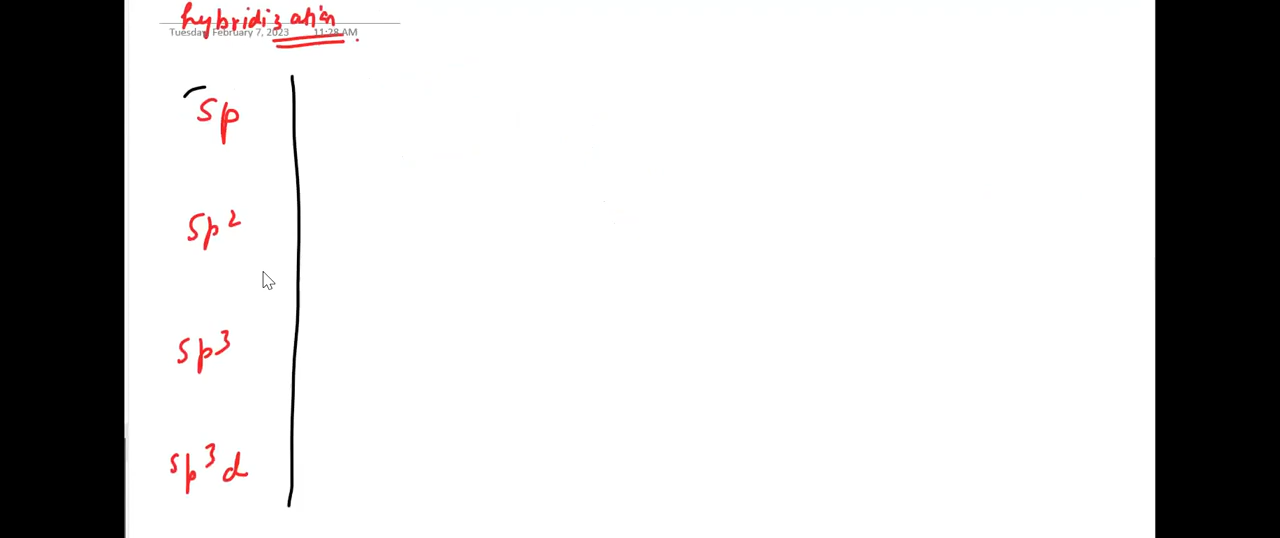 hybridization
Tuesday, February 7, 2023 11:28 AM
sp
sp²
sp³
sp³d